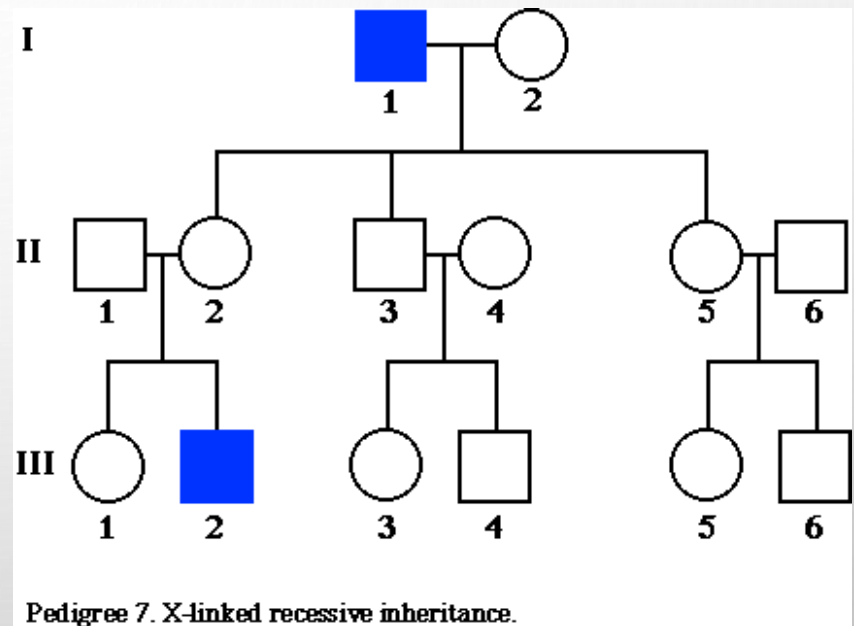 I
1 2
II
1 2 3 4 5 6
III
1 2 3 4 5 6
Pedigree 7. X-linked recessive inheritance.